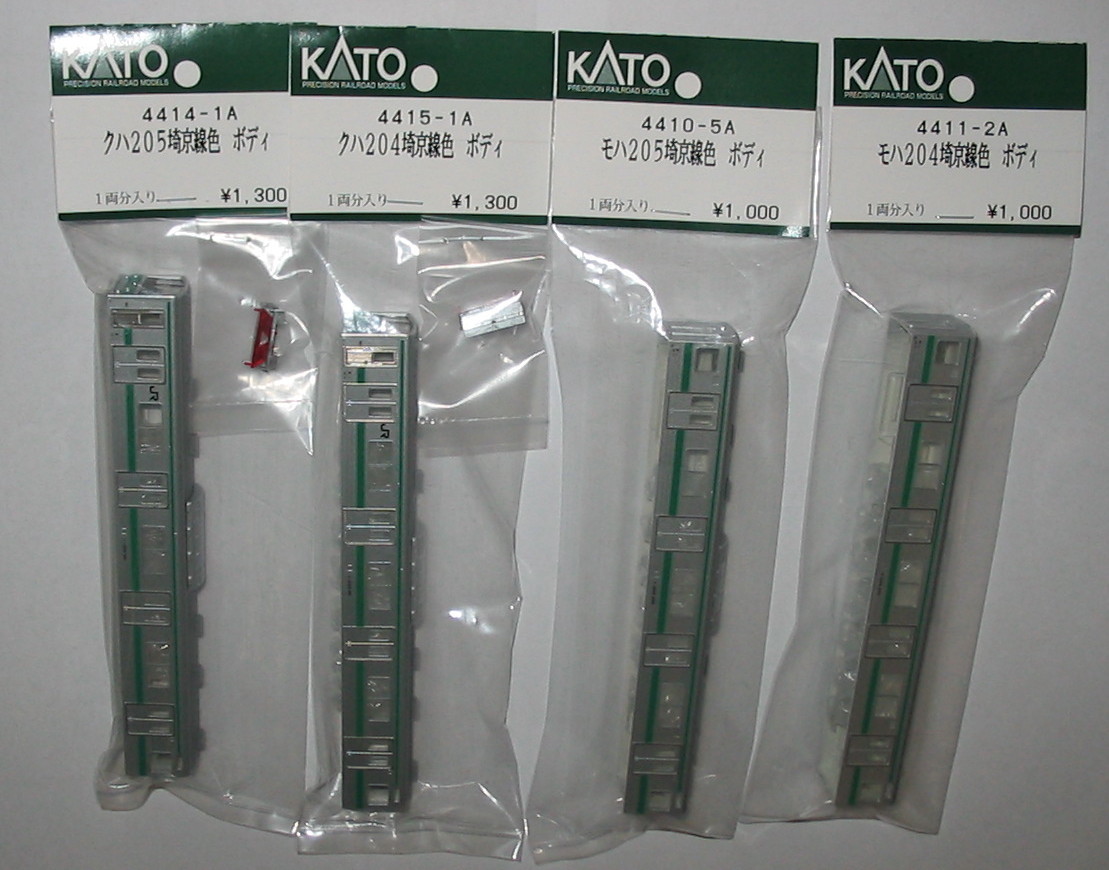 KATO
PRECISION RAILROAD MODELS
4414-1A
クハ205埼京線色 ボディ
1両分入り ¥1,300
KATO
PRECISION RAILROAD MODELS
4415-1A
クハ204埼京線色 ボディ
1両分入り ¥1,300
KATO
PRECISION RAILROAD MODELS
4410-5A
モハ205埼京線色 ボディ
1両分入り ¥1,000
KATO
PRECISION RAILROAD MODELS
4411-2A
モハ204埼京線色 ボディ
1両分入り ¥1,000
JR
JR